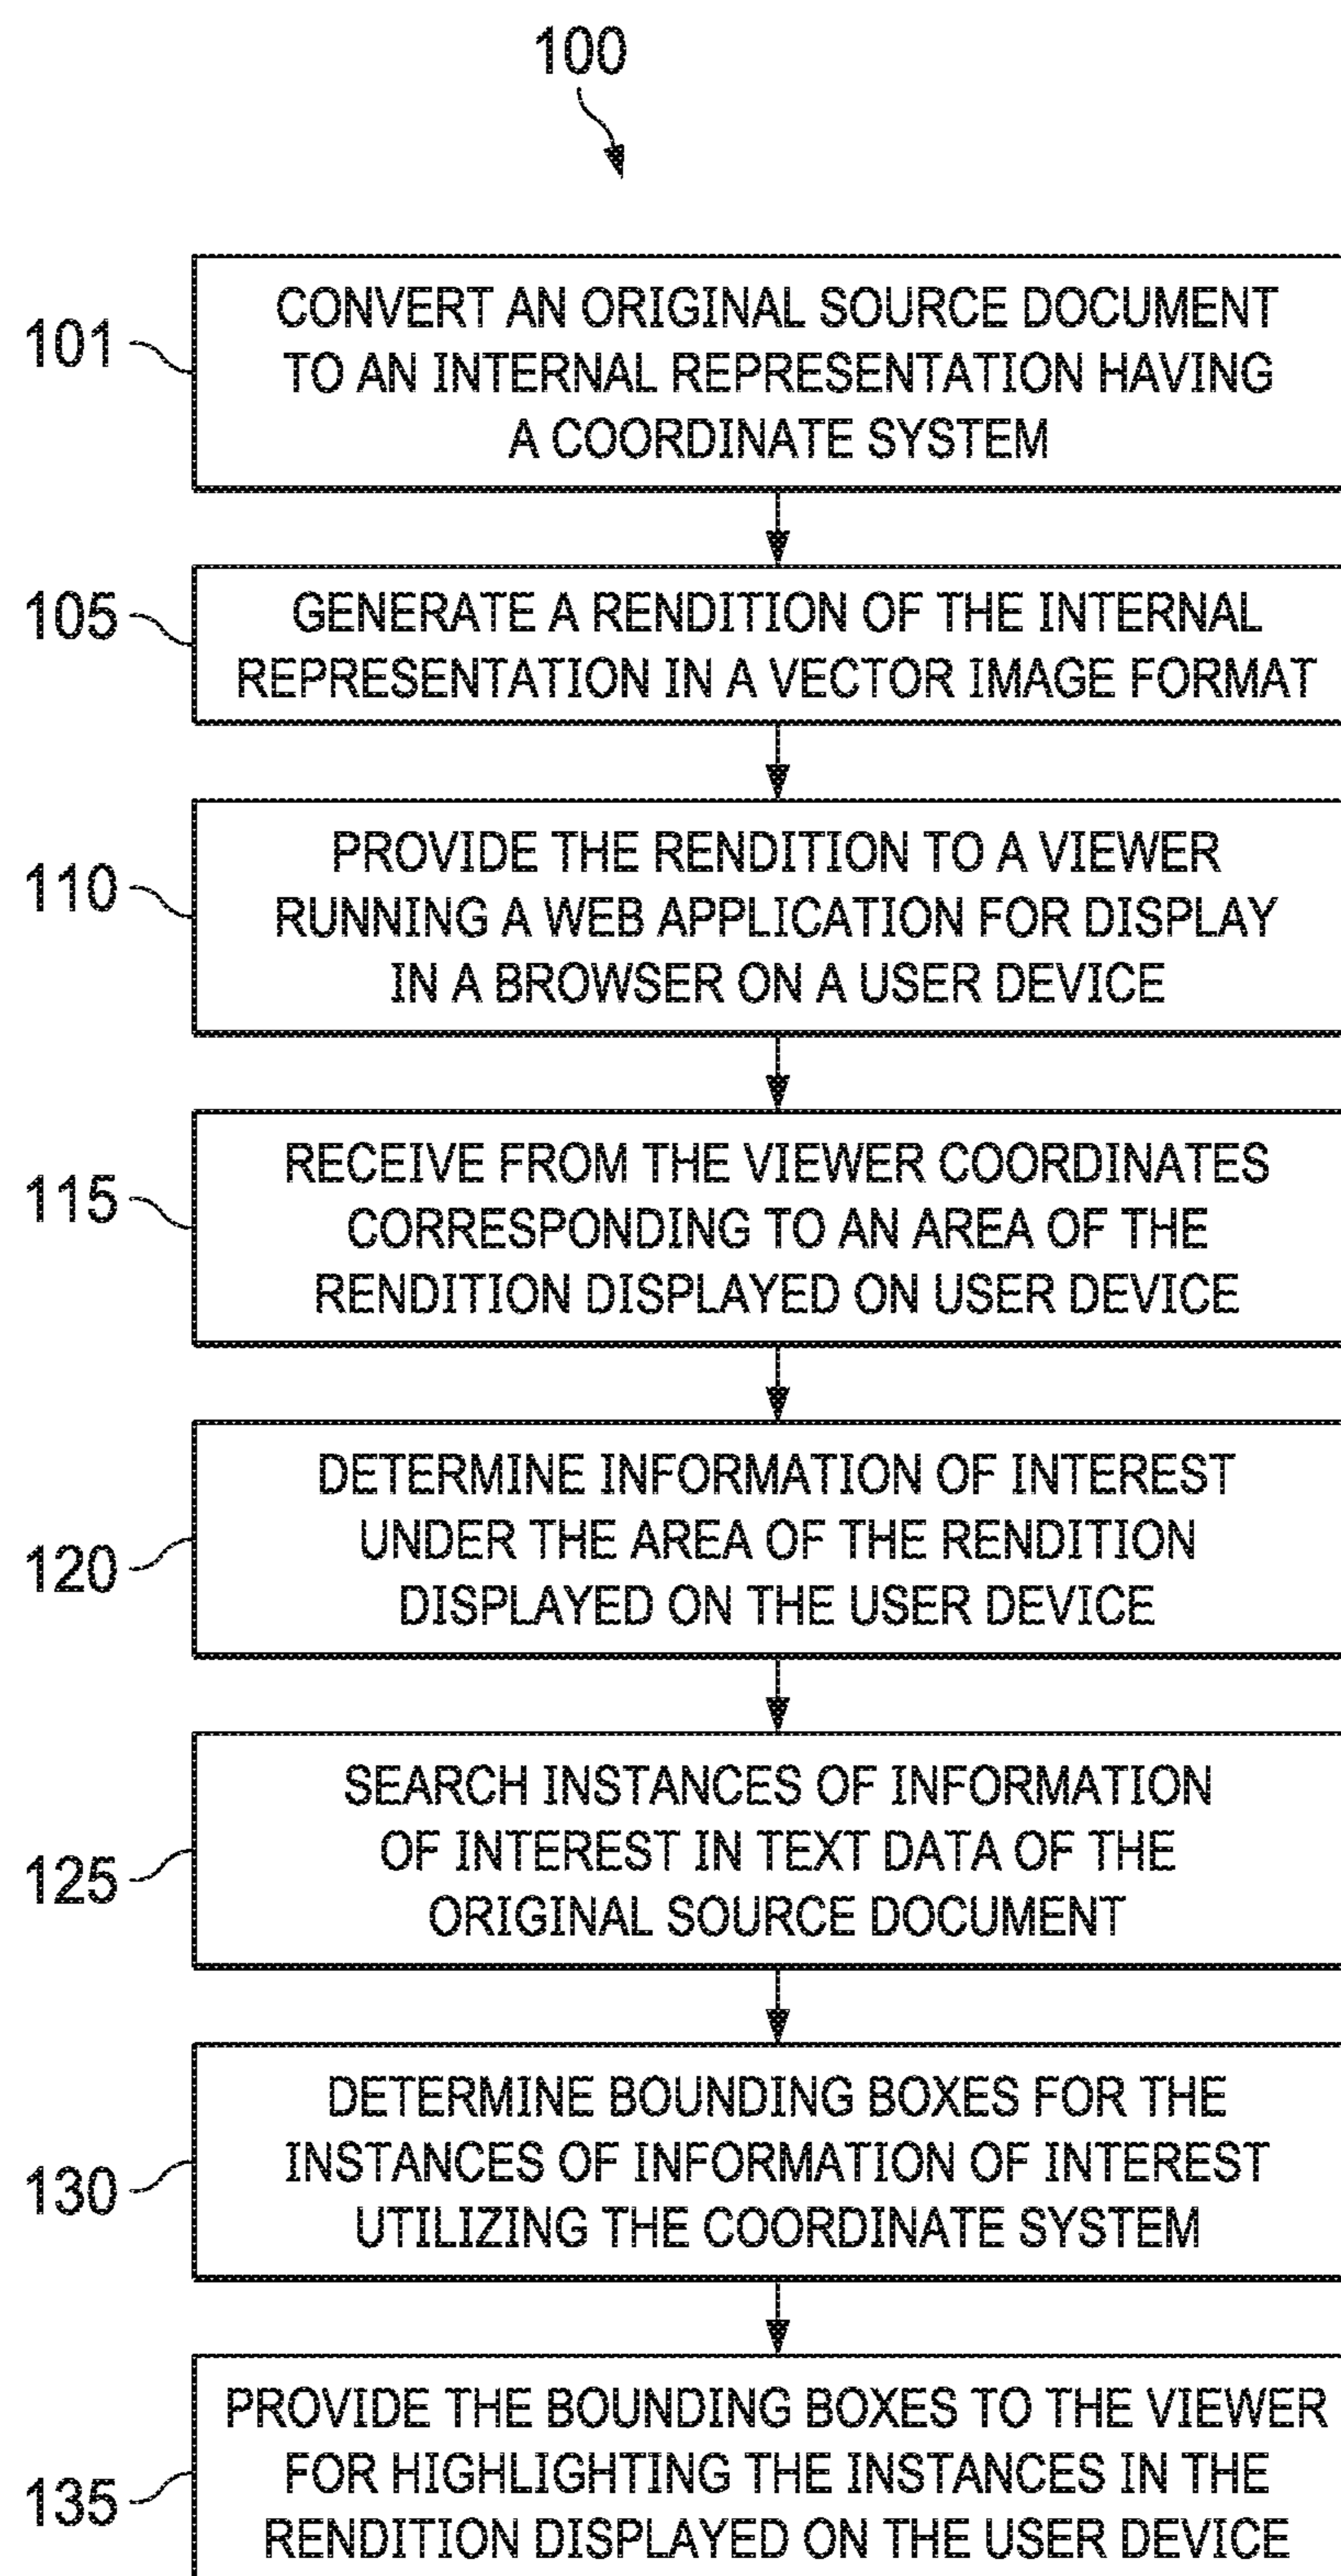 100
101
CONVERT AN ORIGINAL SOURCE DOCUMENT
TO AN INTERNAL REPRESENTATION HAVING
A COORDINATE SYSTEM
105
GENERATE A RENDITION OF THE INTERNAL
REPRESENTATION IN A VECTOR IMAGE FORMAT
110
PROVIDE THE RENDITION TO A VIEWER
RUNNING A WEB APPLICATION FOR DISPLAY
IN A BROWSER ON A USER DEVICE
115
RECEIVE FROM THE VIEWER COORDINATES
CORRESPONDING TO AN AREA OF THE
RENDITION DISPLAYED ON USER DEVICE
120
DETERMINE INFORMATION OF INTEREST
UNDER THE AREA OF THE RENDITION
DISPLAYED ON THE USER DEVICE
125
SEARCH INSTANCES OF INFORMATION
OF INTEREST IN TEXT DATA OF THE
ORIGINAL SOURCE DOCUMENT
130
DETERMINE BOUNDING BOXES FOR THE
INSTANCES OF INFORMATION OF INTEREST
UTILIZING THE COORDINATE SYSTEM
135
PROVIDE THE BOUNDING BOXES TO THE VIEWER
FOR HIGHLIGHTING THE INSTANCES IN THE
RENDITION DISPLAYED ON THE USER DEVICE